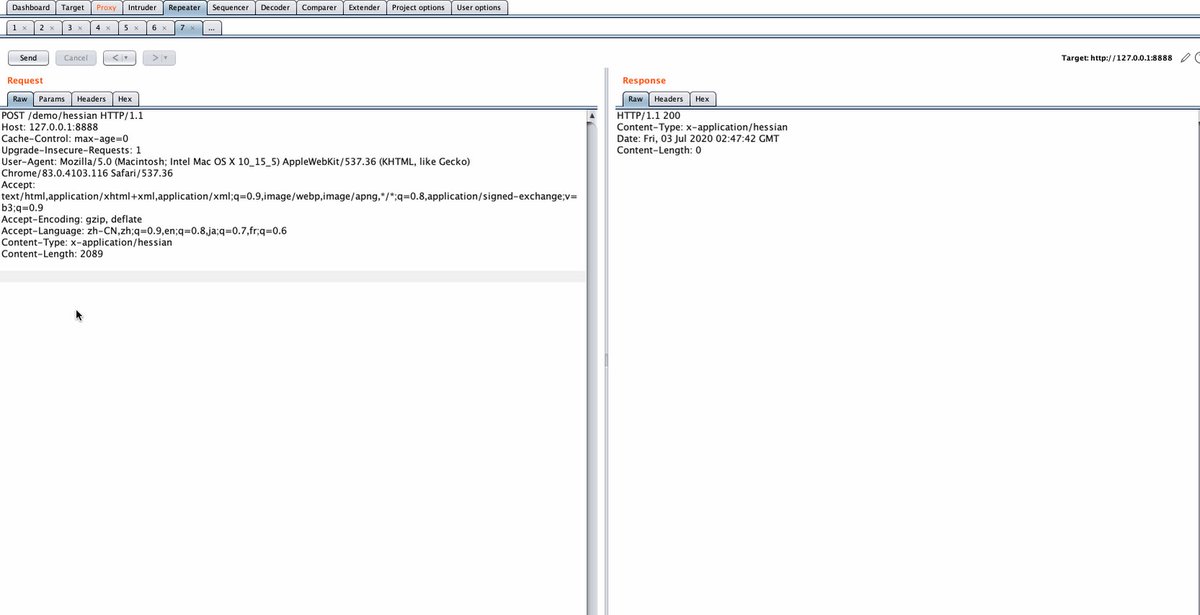 Dashboard Target Proxy Intruder Repeater Sequencer Decoder Comparer Extender Project options User options
1 × 2 × 3 × 4 × 5 × 6 × 7 × ...
Send Cancel < >
Target: http://127.0.0.1:8888
Request
Raw Params Headers Hex
POST /demo/hessian HTTP/1.1
Host: 127.0.0.1:8888
Cache-Control: max-age=0
Upgrade-Insecure-Requests: 1
User-Agent: Mozilla/5.0 (Macintosh; Intel Mac OS X 10_15_5) AppleWebKit/537.36 (KHTML, like Gecko)
Chrome/83.0.4103.116 Safari/537.36
Accept:
text/html,application/xhtml+xml,application/xml;q=0.9,image/webp,image/apng,*/*;q=0.8,application/signed-exchange;v=
b3;q=0.9
Accept-Encoding: gzip, deflate
Accept-Language: zh-CN,zh;q=0.9,en;q=0.8,ja;q=0.7,fr;q=0.6
Content-Type: x-application/hessian
Content-Length: 2089
Response
Raw Headers Hex
HTTP/1.1 200
Content-Type: x-application/hessian
Date: Fri, 03 Jul 2020 02:47:42 GMT
Content-Length: 0